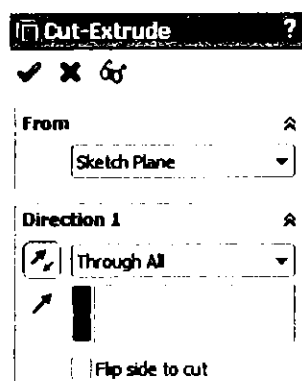 Cut-Extrude ?
From
Sketch Plane
Direction 1
Through All
Flip side to cut